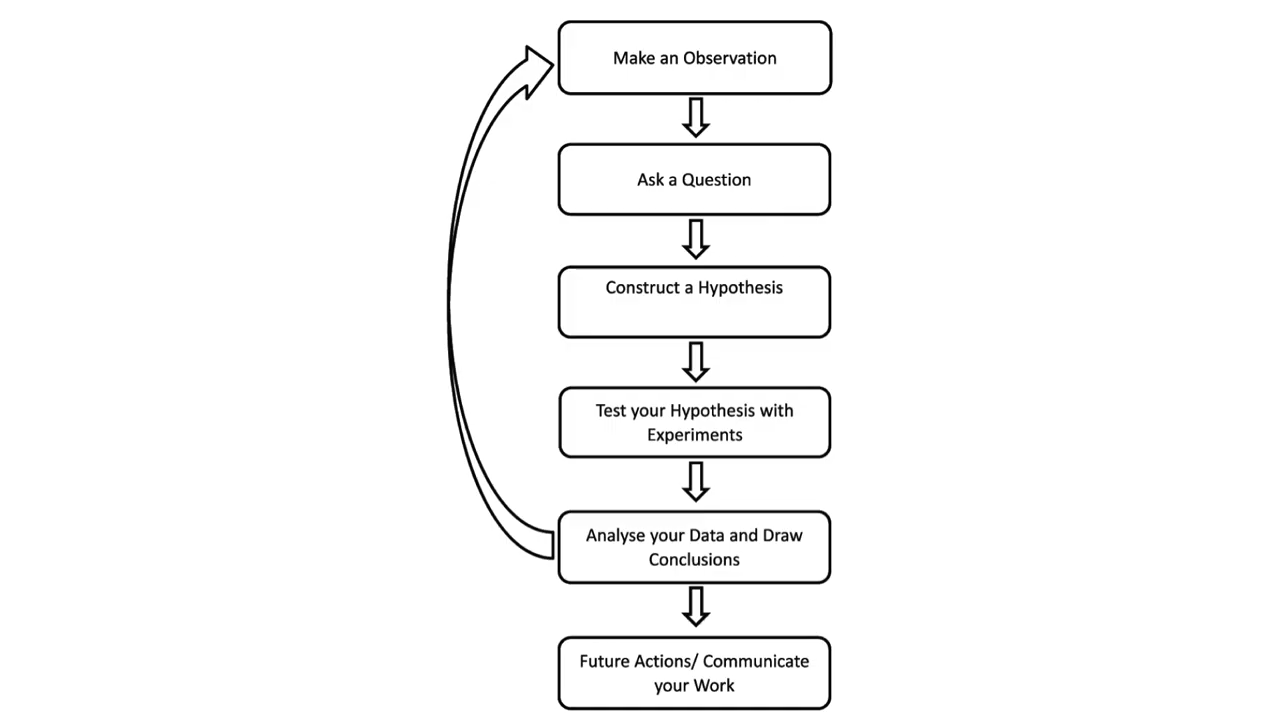 Make an Observation
Ask a Question
Construct a Hypothesis
Test your Hypothesis with
Experiments
Analyse your Data and Draw
Conclusions
Future Actions/ Communicate
your Work